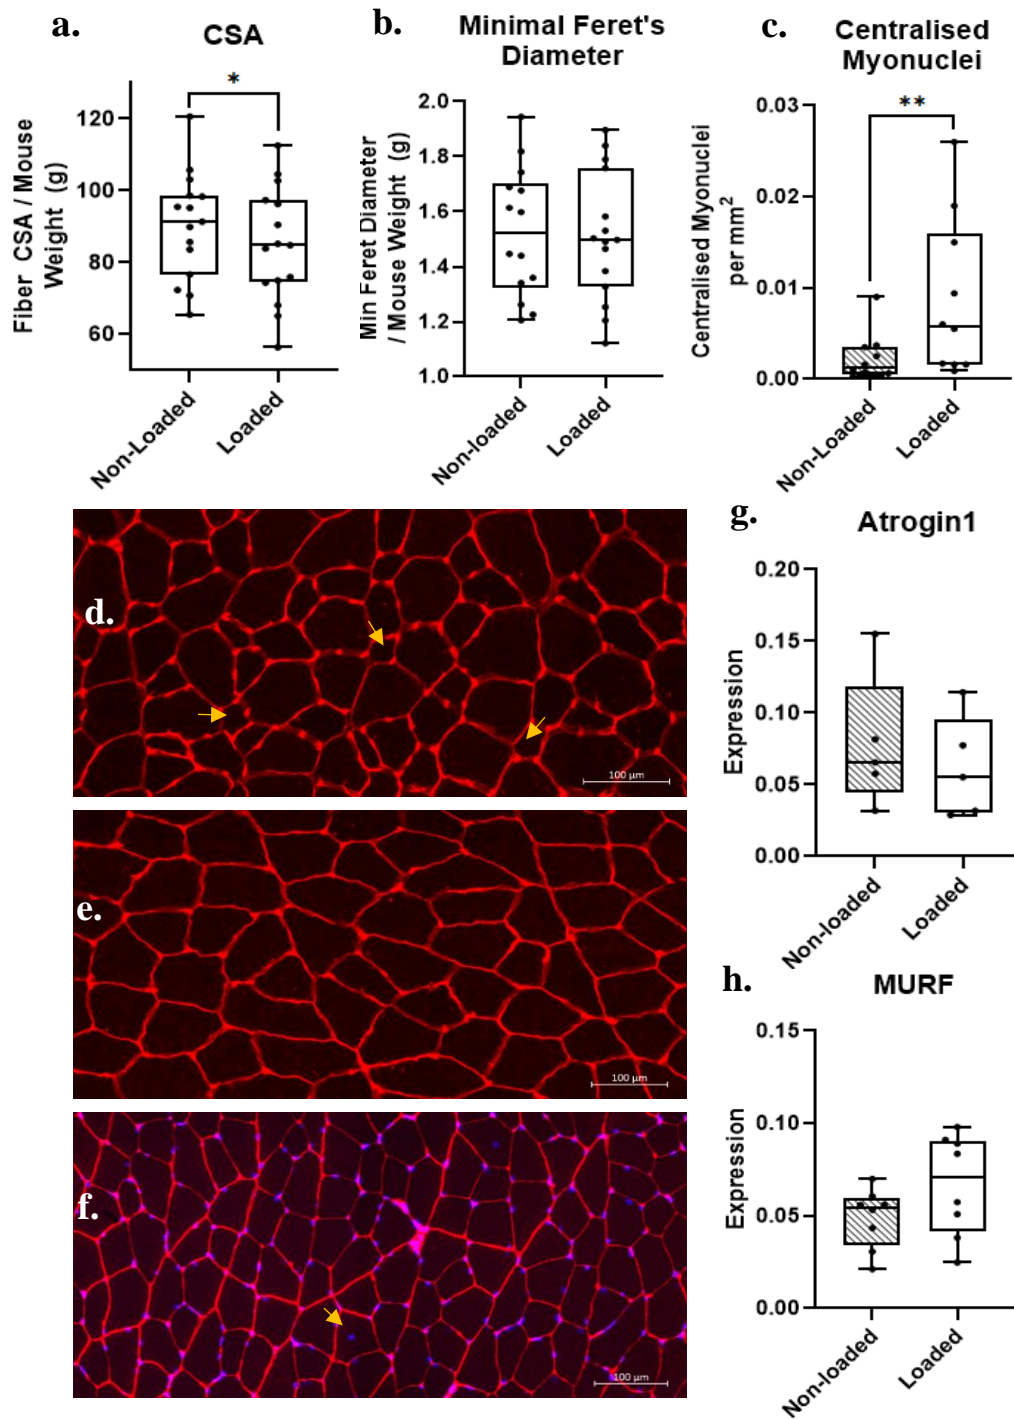 a.
CSA
*
Fiber CSA / Mouse
Weight (g)
120
100
80
60
Non-Loaded
Loaded
b.
Minimal Feret's
Diameter
Min Feret Diameter
/ Mouse Weight (g)
2.0
1.8
1.6
1.4
1.2
1.0
Non-loaded
Loaded
c.
Centralised
Myonuclei
**
Centralised Myonuclei
per mm2
0.03
0.02
0.01
0.00
Non-Loaded
Loaded
d.
100 µm
e.
100 µm
f.
100 µm
g.
Atrogin1
Expression
0.20
0.15
0.10
0.05
0.00
Non-loaded
Loaded
h.
MURF
Expression
0.15
0.10
0.05
0.00
Non-loaded
Loaded